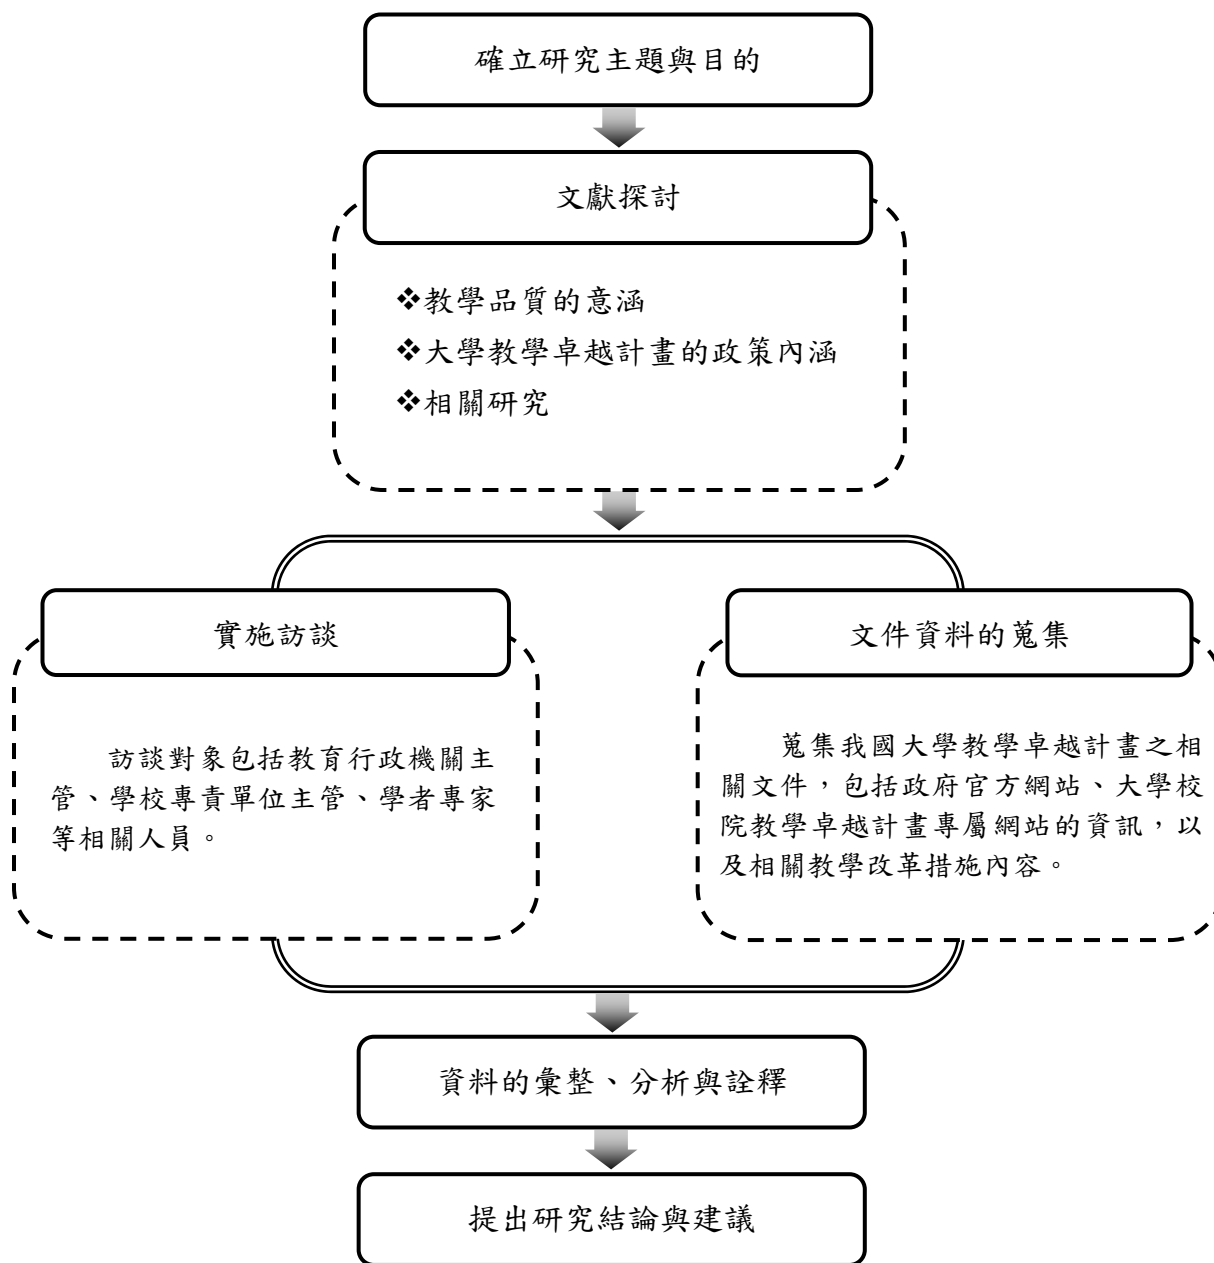 確立研究主題與目的
文獻探討
❖教學品質的意涵
❖大學教學卓越計畫的政策內涵
❖相關研究
實施訪談
訪談對象包括教育行政機關主
管、學校專責單位主管、學者專家
等相關人員。
文件資料的蒐集
蒐集我國大學教學卓越計畫之相
關文件，包括政府官方網站、大學校
院教學卓越計畫專屬網站的資訊，以
及相關教學改革措施內容。
資料的彙整、分析與詮釋
提出研究結論與建議